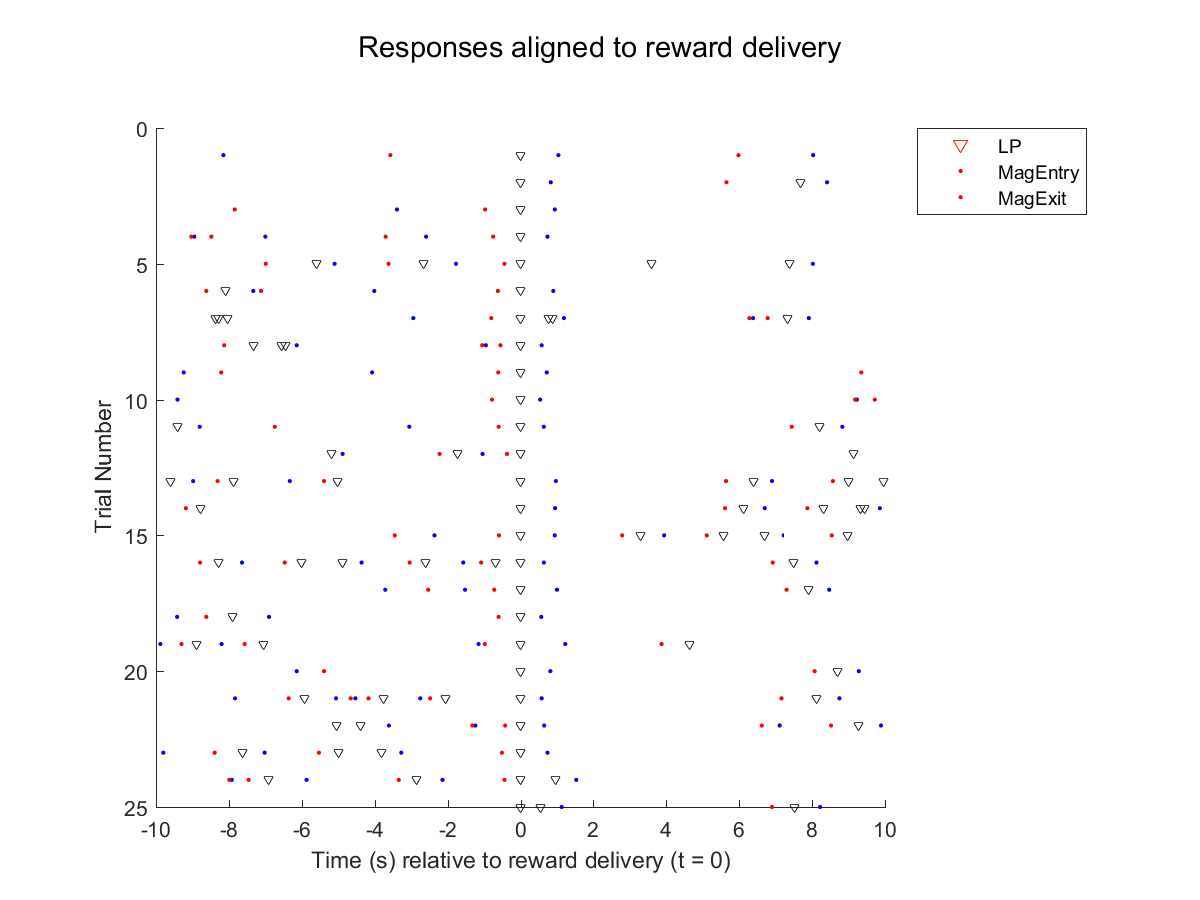 Responses aligned to reward delivery
LP
MagEntry
MagExit
0
5
10
15
20
25
Trial Number
-10 -8 -6 -4 -2 0 2 4 6 8 10
Time (s) relative to reward delivery (t = 0)